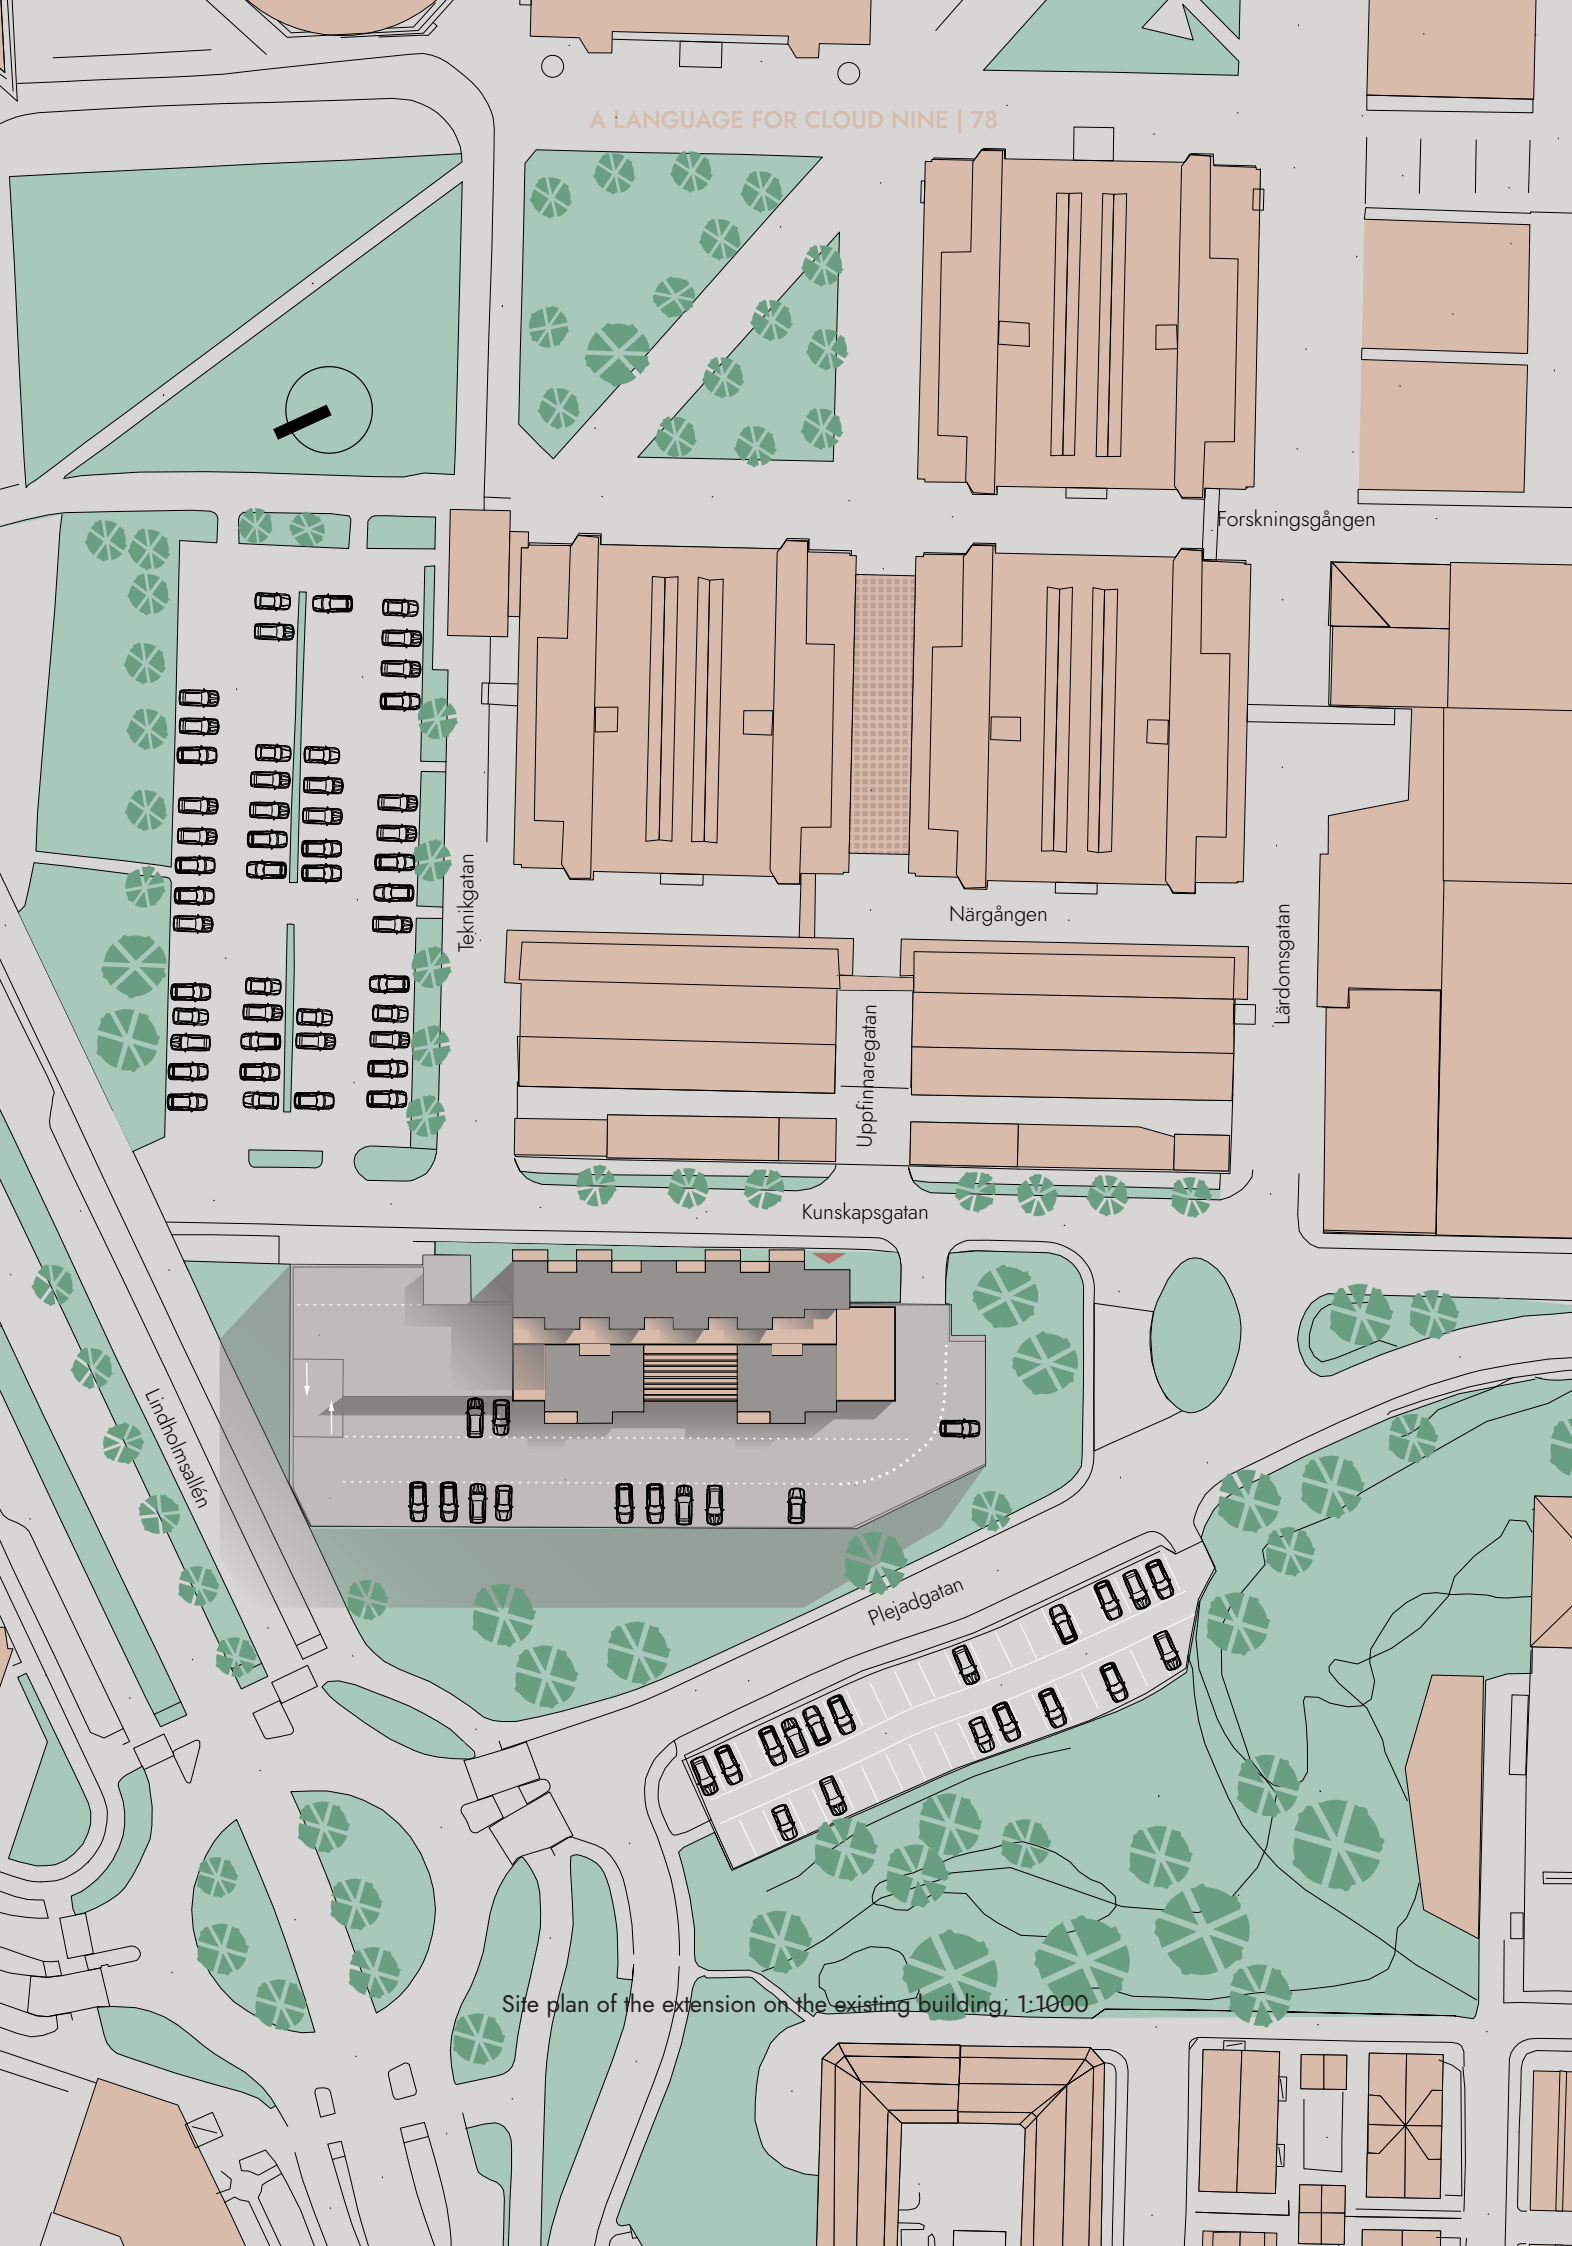 A LANGUAGE FOR CLOUD NINE | 78
Forskningsgången
Teknikgatan
Närgången
Lärdomsgatan
Uppfinnaregatan
Kunskapsgatan
Lindholmsallén
Plejadgatan
Site plan of the extension on the existing building; 1:1000